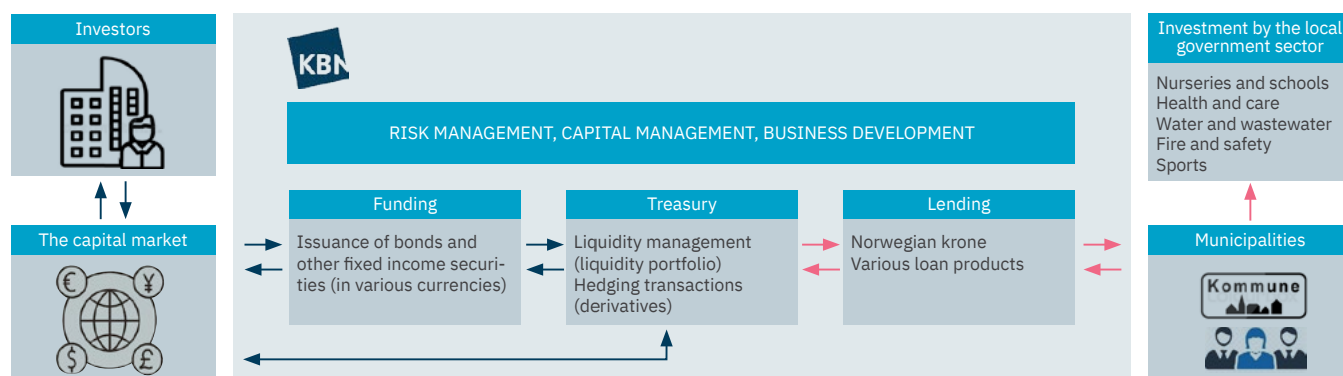 Investors
The capital market
KBN
RISK MANAGEMENT, CAPITAL MANAGEMENT, BUSINESS DEVELOPMENT
Funding
Issuance of bonds and
other fixed income securi-
ties (in various currencies)
Treasury
Liquidity management
(liquidity portfolio)
Hedging transactions
(derivatives)
Lending
Norwegian krone
Various loan products
Investment by the local
government sector
Nurseries and schools
Health and care
Water and wastewater
Fire and safety
Sports
Municipalities
Kommune
€ ¥
$ £